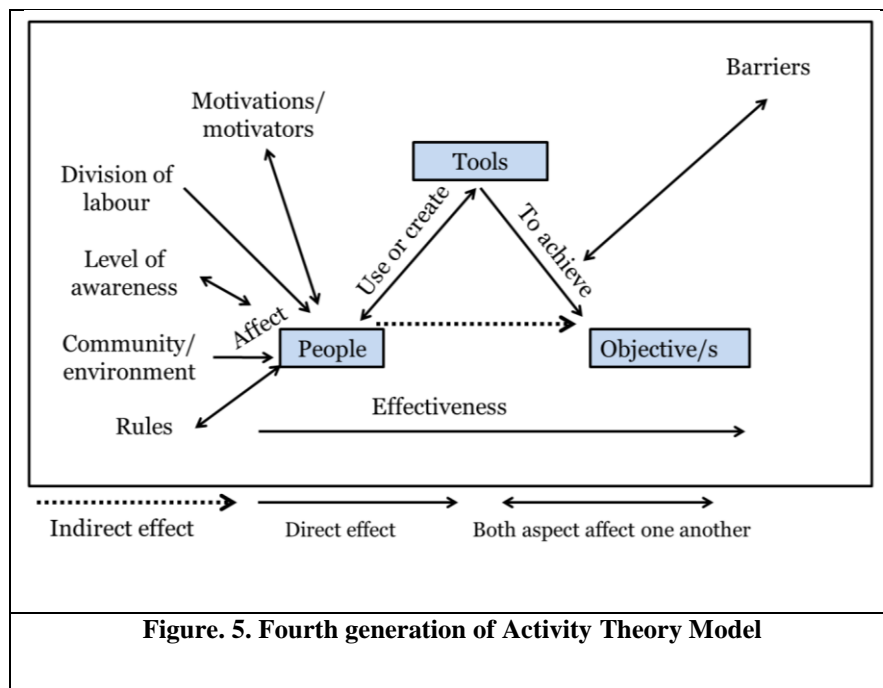 Barriers
Motivations/
motivators
Tools
Division of
labour
Use or create
To achieve
Level of
awareness
Affect
Community/
environment
People
Objective/s
Effectiveness
Rules
Indirect effect
Direct effect
Both aspect affect one another
Figure. 5. Fourth generation of Activity Theory Model